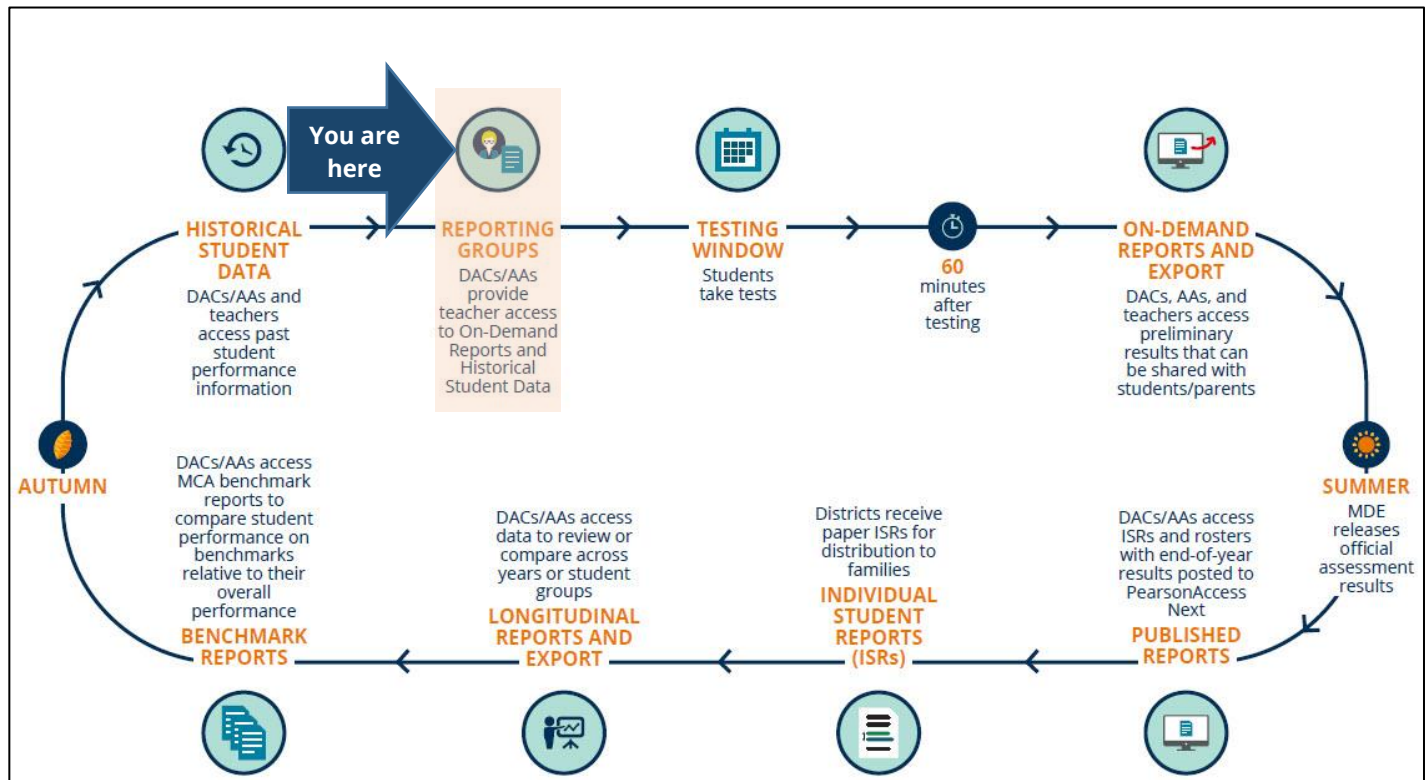 You are
here
HISTORICAL
STUDENT
DATA
DACs/AAs and
teachers
access past
student
performance
information
REPORTING
GROUPS
DACs/AAs
provide
teacher access
to On-Demand
Reports and
Historical
Student Data
TESTING
WINDOW
Students
take tests
60
minutes
after
testing
ON-DEMAND
REPORTS AND
EXPORT
DACs, AAs, and
teachers access
preliminary
results that can
be shared with
students/parents
SUMMER
MDE
releases
official
assessment
results
DACs/AAs access
ISRs and rosters
with end-of-year
results posted to
PearsonAccess
Next
PUBLISHED
REPORTS
Districts receive
paper ISRs for
distribution to
families
INDIVIDUAL
STUDENT
REPORTS
(ISRs)
DACs/AAs access
data to review or
compare across
years or student
groups
LONGITUDINAL
REPORTS AND
EXPORT
DACs/AAs access
MCA benchmark
reports to
compare student
performance on
benchmarks
relative to their
overall
performance
BENCHMARK
REPORTS
AUTUMN